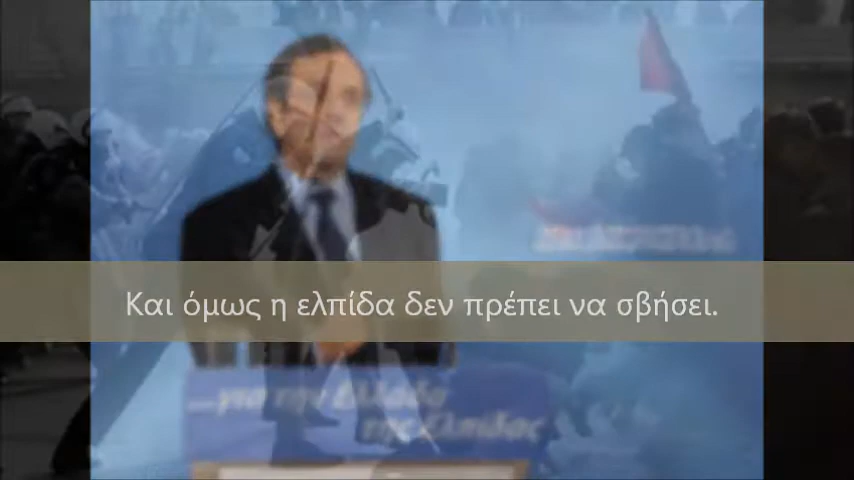 Και όμως η ελπίδα δεν πρέπει να σβήσει.
...για την Ελλάδα
της Ελπίδας